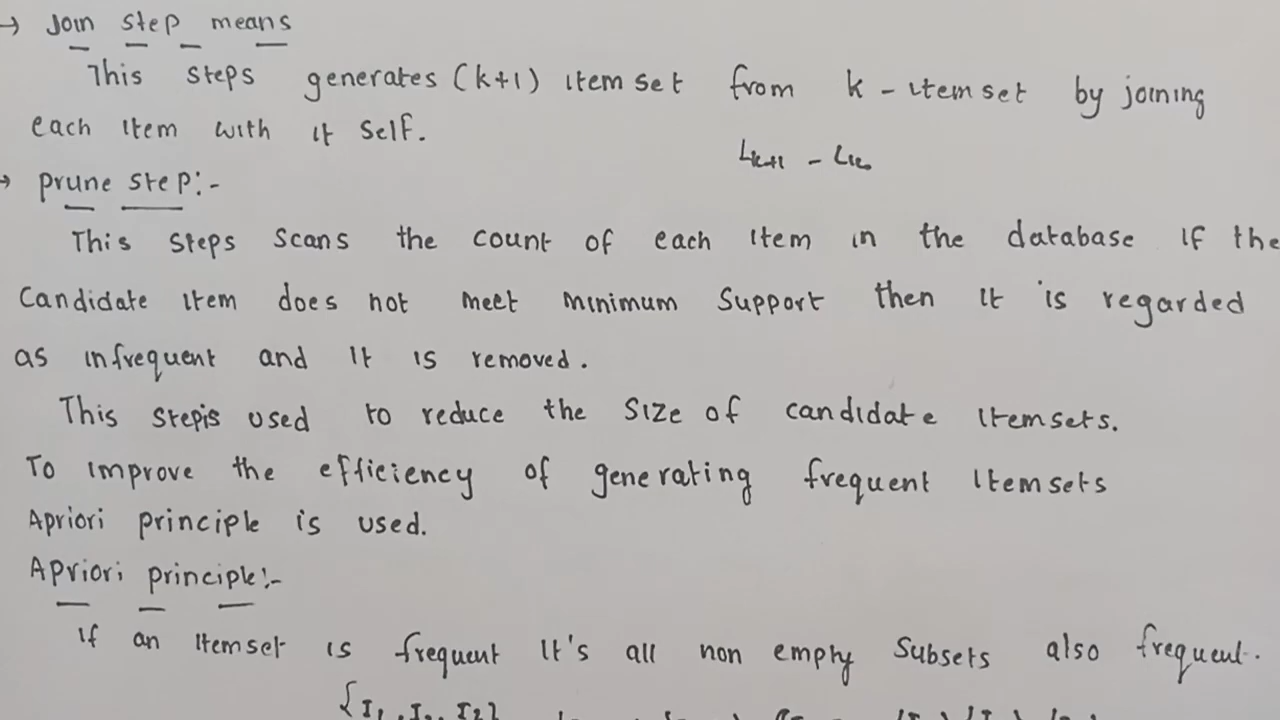 → Join step means
This steps generates (k+1) item set from k - itemset by joining
each item with it self.
Lk+1 - Lk
→ prune step:-
This steps scans the count of each item in the database if the
candidate item does not meet minimum support then it is regarded
as infrequent and it is removed.
This stepis used to reduce the size of candidate itemsets.
To improve the efficiency of generating frequent Itemsets
Apriori principle is used.
Apriori principle:-
If an itemset is frequent It's all non empty subsets also frequent.